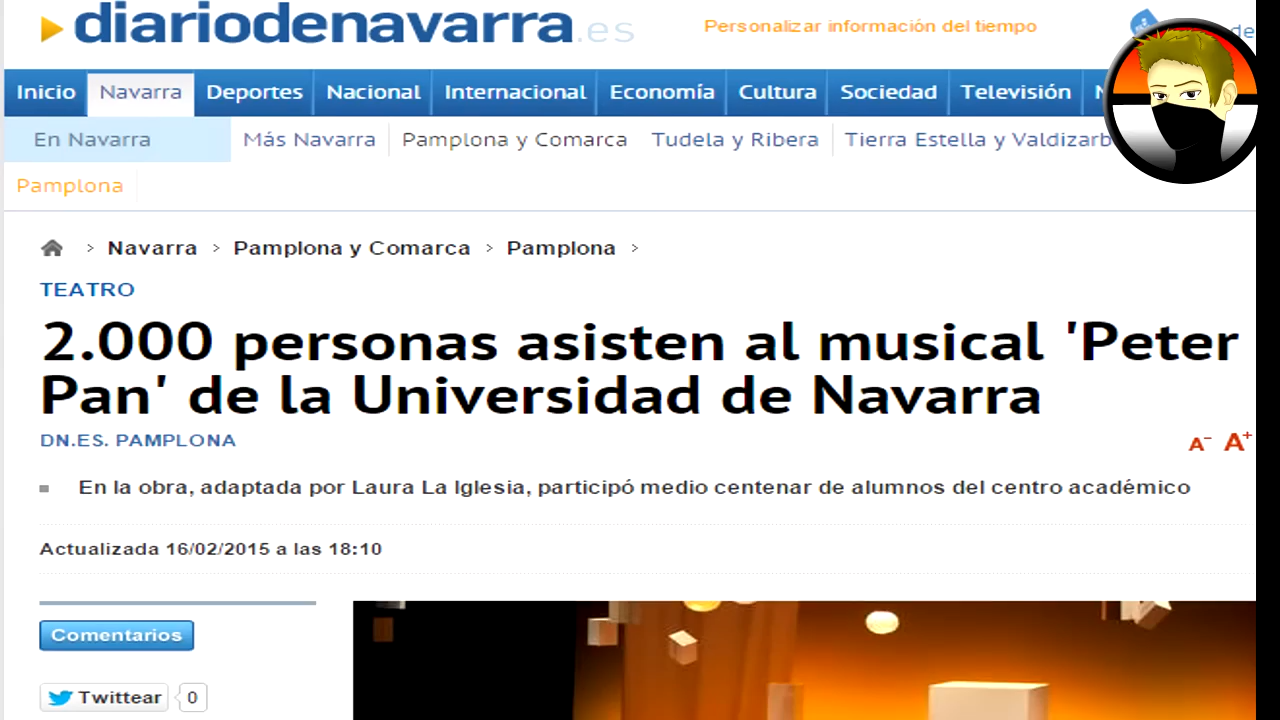 diariodenavarra.es
Personalizar información del tiempo
de
Inicio Navarra Deportes Nacional Internacional Economía Cultura Sociedad Televisión
En Navarra Más Navarra Pamplona y Comarca Tudela y Ribera Tierra Estella y
Pamplona
> Navarra > Pamplona y Comarca > Pamplona >
TEATRO
2.000 personas asisten al musical 'Peter
Pan' de la Universidad de Navarra
DN.ES. PAMPLONA
A- A+
En la obra, adaptada por Laura La Iglesia, participó medio centenar de alumnos del centro académico
Actualizada 16/02/2015 a las 18:10
Comentarios
Twittear 0